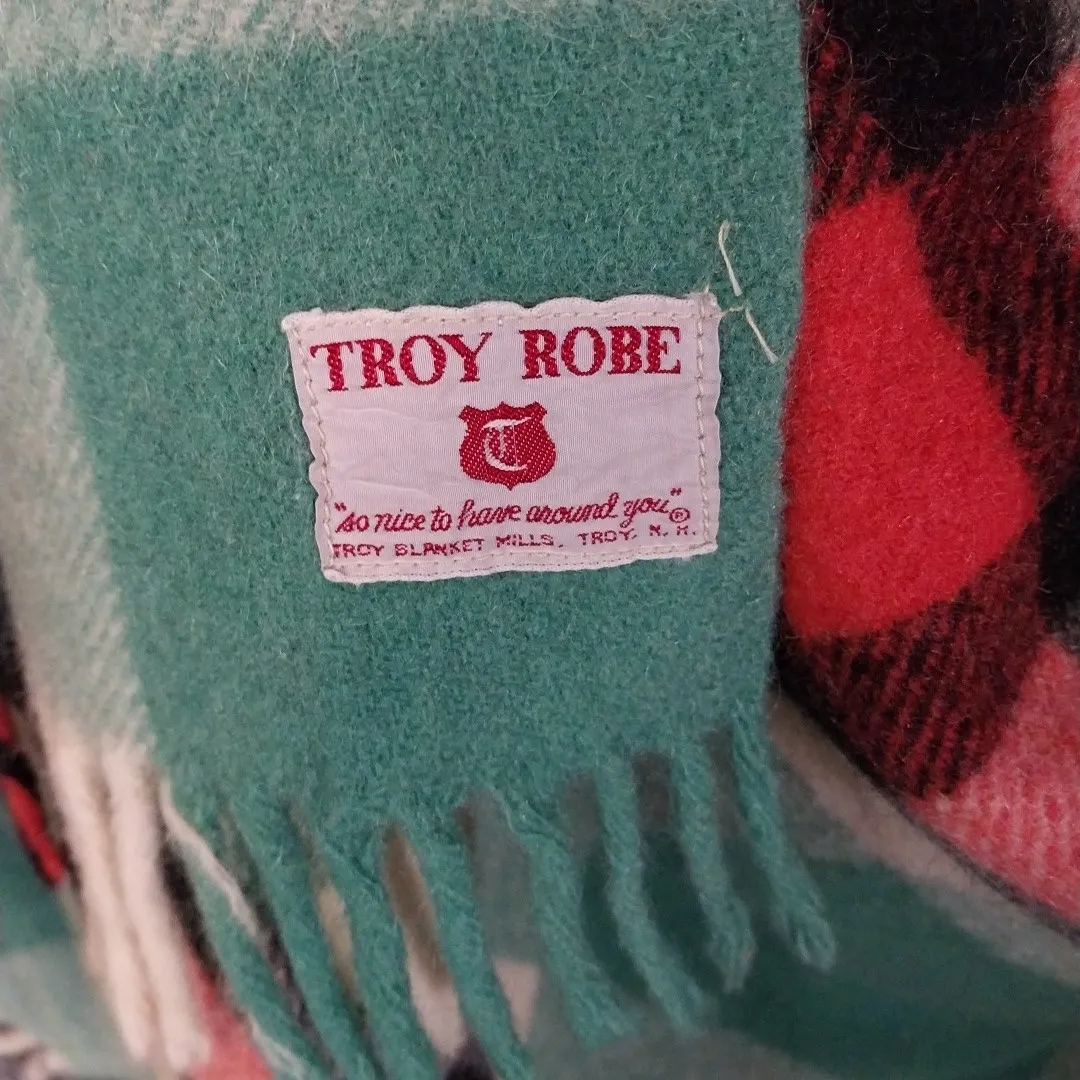 TROY ROBE
T
"so nice to have around you"®
TROY BLANKET MILLS, TROY, N. H.